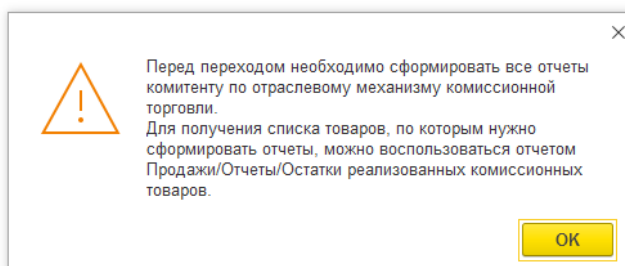 Перед переходом необходимо сформировать все отчеты
комитенту по отраслевому механизму комиссионной
торговли.
Для получения списка товаров, по которым нужно
сформировать отчеты, можно воспользоваться отчетом
Продажи/Отчеты/Остатки реализованных комиссионных
товаров.
ОК